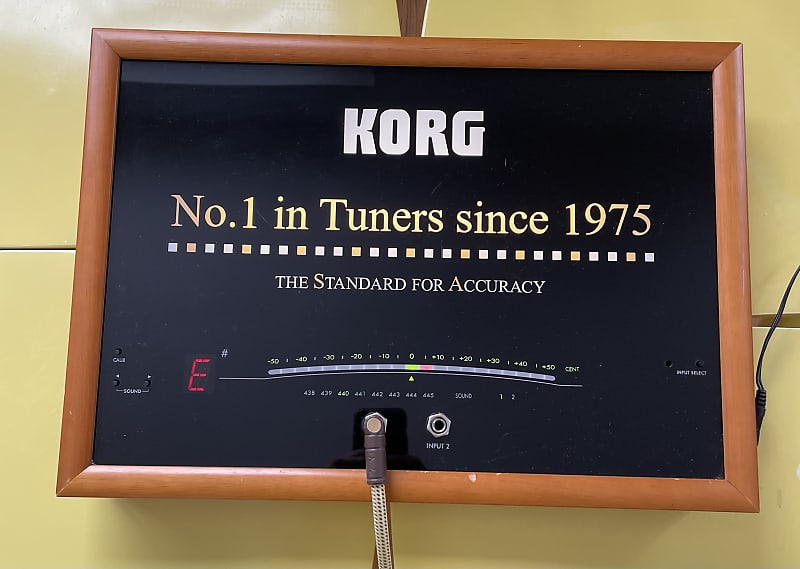 KORG
No.1 in Tuners since 1975
THE STANDARD FOR ACCURACY
CALIB
SOUND
E #
-50 -40 -30 -20 -10 0 +10 +20 +30 +40 +50 CENT
438 439 440 441 442 443 444 445 SOUND 1 2
INPUT SELECT
INPUT 2